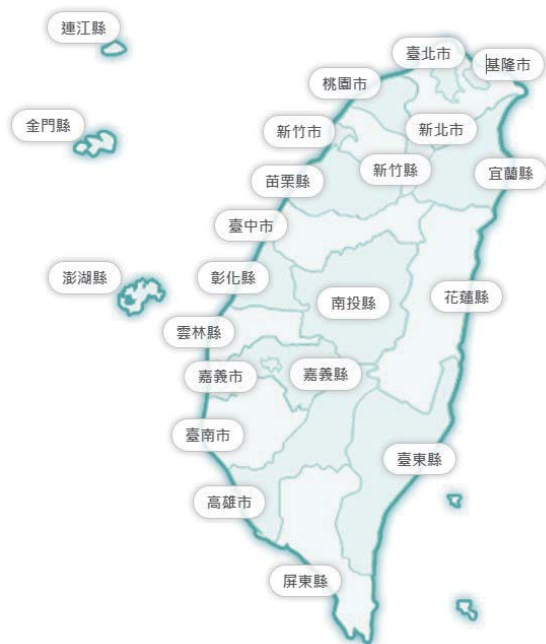 連江縣
臺北市
基隆市
桃園市
金門縣
新竹市
新北市
新竹縣
宜蘭縣
苗栗縣
臺中市
澎湖縣
彰化縣
南投縣
花蓮縣
雲林縣
嘉義市
嘉義縣
臺南市
臺東縣
高雄市
屏東縣